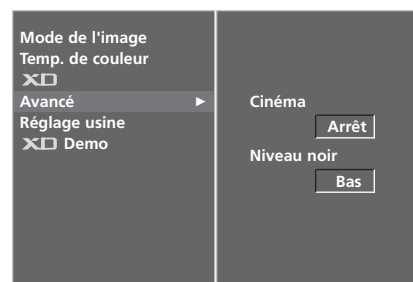 Mode de l'image
Temp. de couleur
XD
Avancé ►
Réglage usine
XD Demo
Cinéma
Arrêt
Niveau noir
Bas